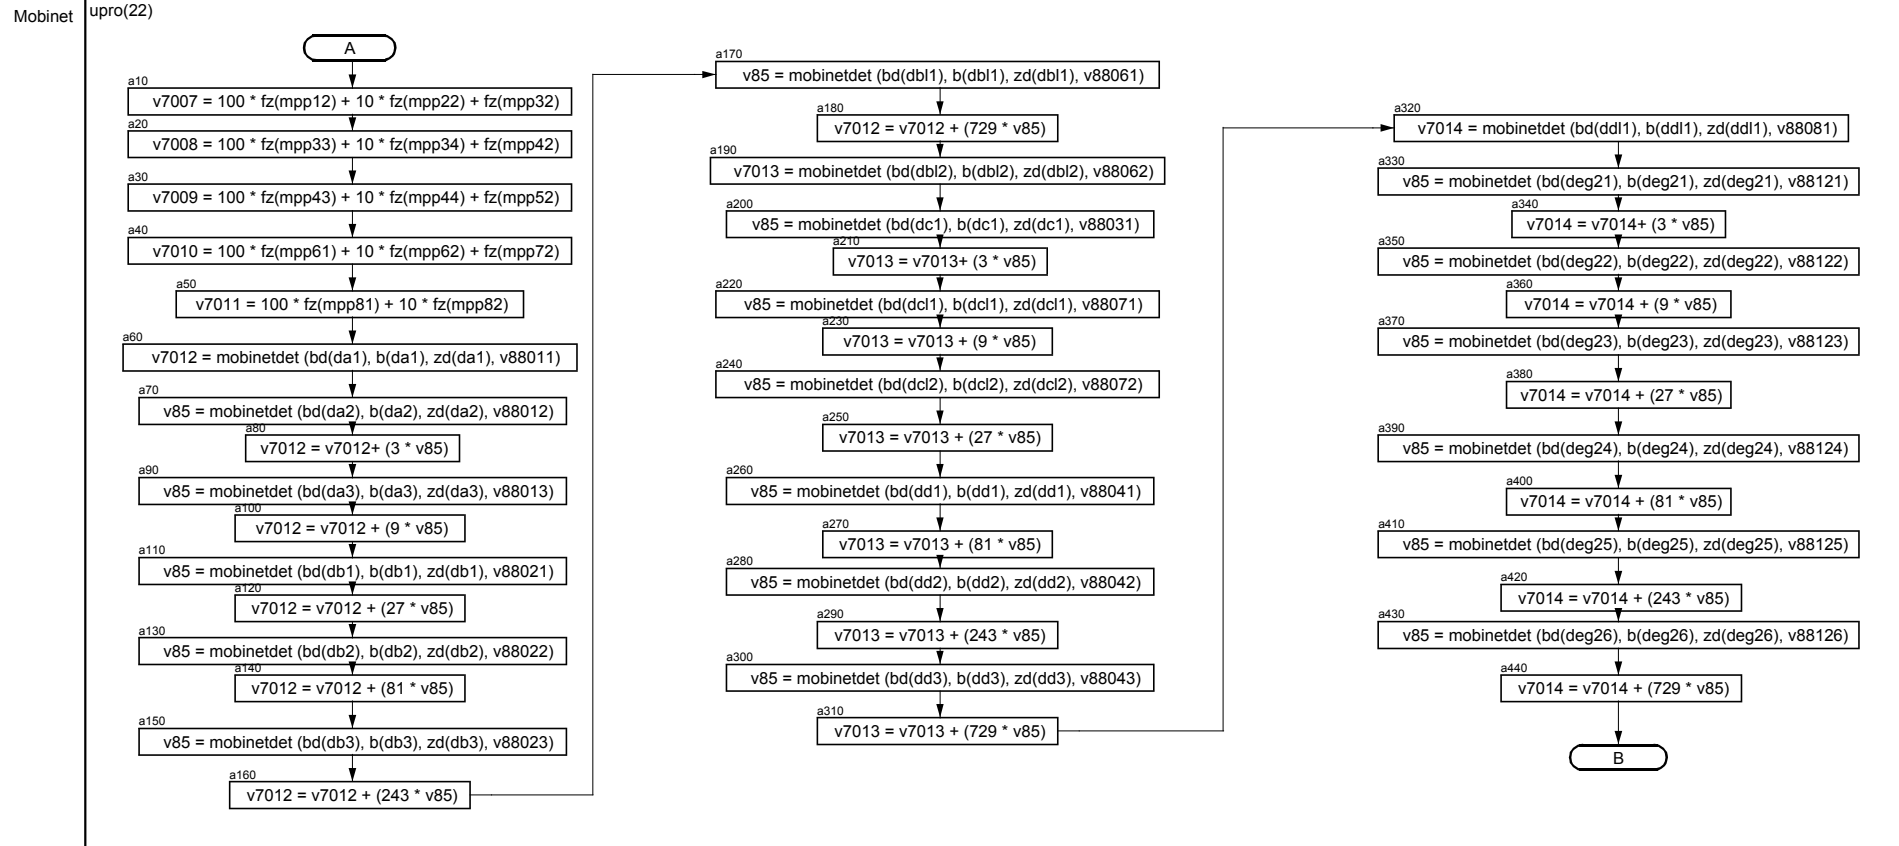 Mobinet
upro(22)
A
a10
v7007 = 100 * fz(mpp12) + 10 * fz(mpp22) + fz(mpp32)
a20
v7008 = 100 * fz(mpp33) + 10 * fz(mpp34) + fz(mpp42)
a30
v7009 = 100 * fz(mpp43) + 10 * fz(mpp44) + fz(mpp52)
a40
v7010 = 100 * fz(mpp61) + 10 * fz(mpp62) + fz(mpp72)
a50
v7011 = 100 * fz(mpp81) + 10 * fz(mpp82)
a60
v7012 = mobinetdet (bd(da1), b(da1), zd(da1), v88011)
a70
v85 = mobinetdet (bd(da2), b(da2), zd(da2), v88012)
a80
v7012 = v7012+ (3 * v85)
a90
v85 = mobinetdet (bd(da3), b(da3), zd(da3), v88013)
a100
v7012 = v7012 + (9 * v85)
a110
v85 = mobinetdet (bd(db1), b(db1), zd(db1), v88021)
a120
v7012 = v7012 + (27 * v85)
a130
v85 = mobinetdet (bd(db2), b(db2), zd(db2), v88022)
a140
v7012 = v7012 + (81 * v85)
a150
v85 = mobinetdet (bd(db3), b(db3), zd(db3), v88023)
a160
v7012 = v7012 + (243 * v85)
a170
v85 = mobinetdet (bd(dbl1), b(dbl1), zd(dbl1), v88061)
a180
v7012 = v7012 + (729 * v85)
a190
v7013 = mobinetdet (bd(dbl2), b(dbl2), zd(dbl2), v88062)
a200
v85 = mobinetdet (bd(dc1), b(dc1), zd(dc1), v88031)
a210
v7013 = v7013+ (3 * v85)
a220
v85 = mobinetdet (bd(dcl1), b(dcl1), zd(dcl1), v88071)
a230
v7013 = v7013 + (9 * v85)
a240
v85 = mobinetdet (bd(dcl2), b(dcl2), zd(dcl2), v88072)
a250
v7013 = v7013 + (27 * v85)
a260
v85 = mobinetdet (bd(dd1), b(dd1), zd(dd1), v88041)
a270
v7013 = v7013 + (81 * v85)
a280
v85 = mobinetdet (bd(dd2), b(dd2), zd(dd2), v88042)
a290
v7013 = v7013 + (243 * v85)
a300
v85 = mobinetdet (bd(dd3), b(dd3), zd(dd3), v88043)
a310
v7013 = v7013 + (729 * v85)
a320
v7014 = mobinetdet (bd(ddl1), b(ddl1), zd(ddl1), v88081)
a330
v85 = mobinetdet (bd(deg21), b(deg21), zd(deg21), v88121)
a340
v7014 = v7014+ (3 * v85)
a350
v85 = mobinetdet (bd(deg22), b(deg22), zd(deg22), v88122)
a360
v7014 = v7014 + (9 * v85)
a370
v85 = mobinetdet (bd(deg23), b(deg23), zd(deg23), v88123)
a380
v7014 = v7014 + (27 * v85)
a390
v85 = mobinetdet (bd(deg24), b(deg24), zd(deg24), v88124)
a400
v7014 = v7014 + (81 * v85)
a410
v85 = mobinetdet (bd(deg25), b(deg25), zd(deg25), v88125)
a420
v7014 = v7014 + (243 * v85)
a430
v85 = mobinetdet (bd(deg26), b(deg26), zd(deg26), v88126)
a440
v7014 = v7014 + (729 * v85)
B